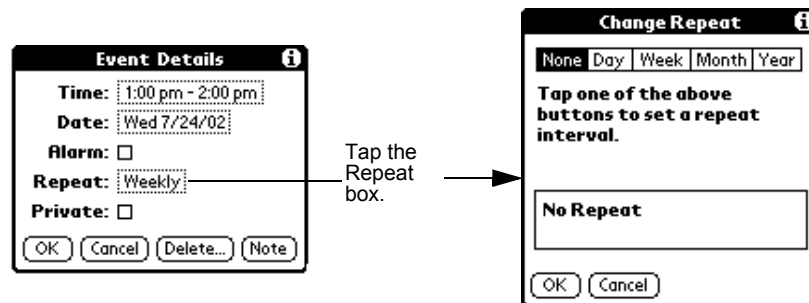 Event Details
Time: 1:00 pm - 2:00 pm
Date: Wed 7/24/02
Alarm:
Repeat: Weekly
Private:
OK Cancel Delete... Note
Tap the
Repeat
box.
Change Repeat
None Day Week Month Year
Tap one of the above
buttons to set a repeat
interval.
No Repeat
OK Cancel